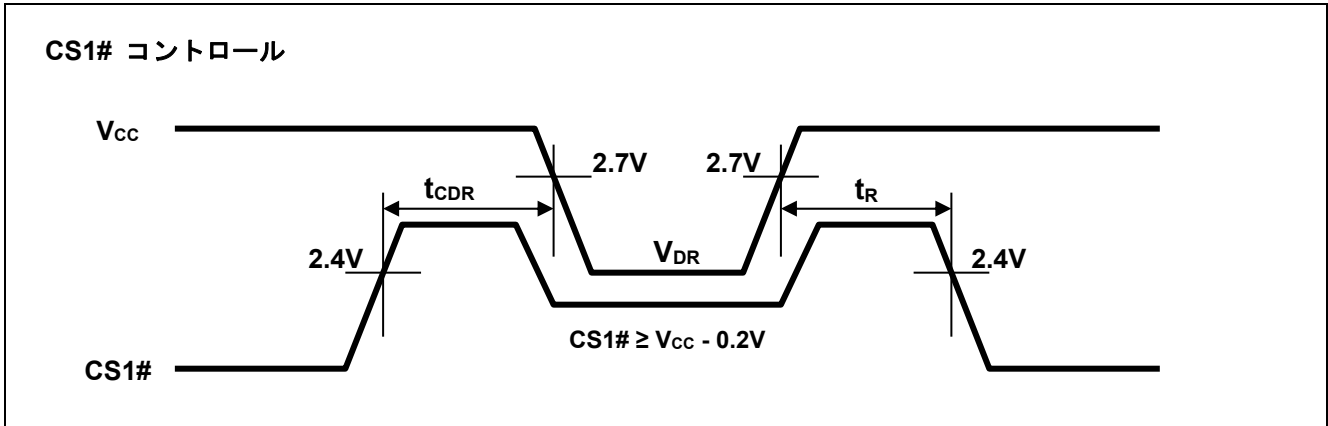 CS1# コントロール
VCC
2.7V 2.7V
tCDR tR
2.4V VDR 2.4V
CS1# ≥ VCC - 0.2V
CS1#